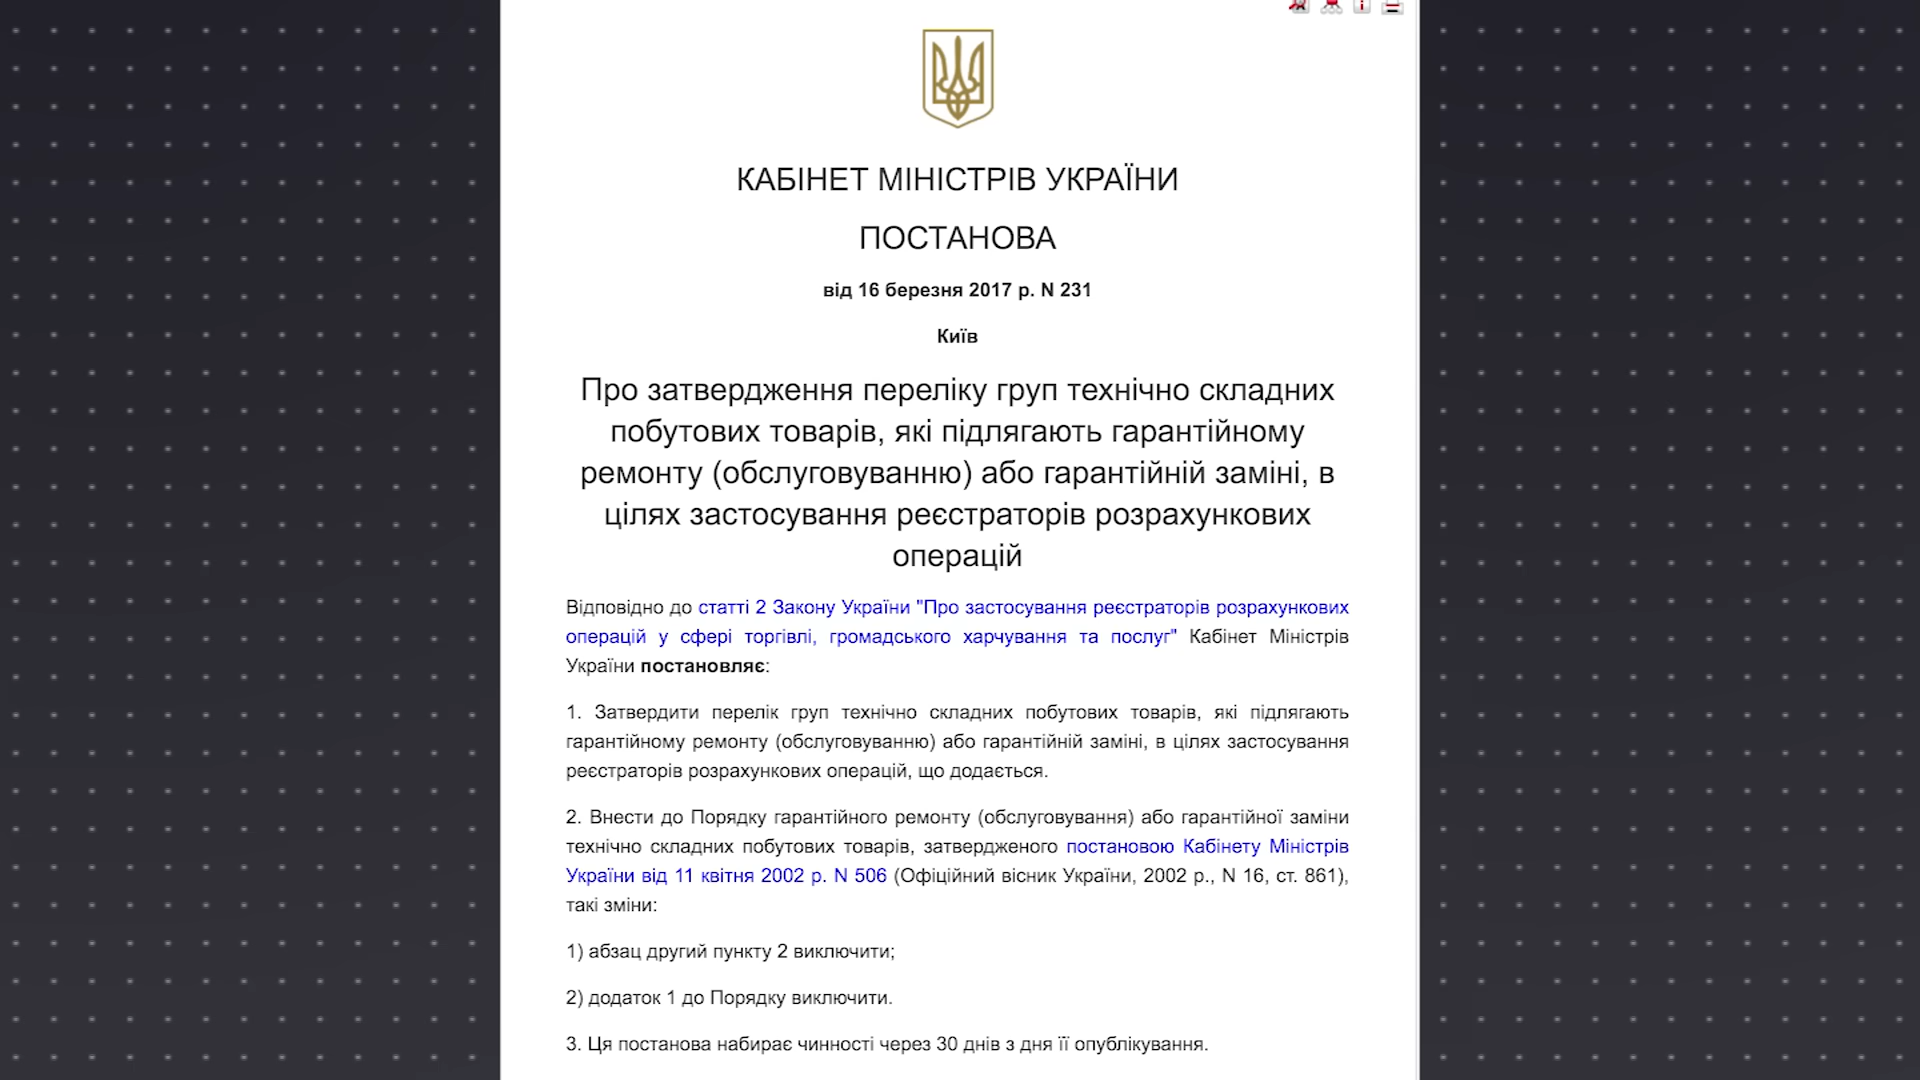 КАБІНЕТ МІНІСТРІВ УКРАЇНИ
ПОСТАНОВА
від 16 березня 2017 р. N 231
Київ
Про затвердження переліку груп технічно складних
побутових товарів, які підлягають гарантійному
ремонту (обслуговуванню) або гарантійній заміні, в
цілях застосування реєстраторів розрахункових
операцій
Відповідно до статті 2 Закону України "Про застосування реєстраторів розрахункових
операцій у сфері торгівлі, громадського харчування та послуг" Кабінет Міністрів
України постановляє:
1. Затвердити перелік груп технічно складних побутових товарів, які підлягають
гарантійному ремонту (обслуговуванню) або гарантійній заміні, в цілях застосування
реєстраторів розрахункових операцій, що додається.
2. Внести до Порядку гарантійного ремонту (обслуговування) або гарантійної заміни
технічно складних побутових товарів, затвердженого постановою Кабінету Міністрів
України від 11 квітня 2002 р. N 506 (Офіційний вісник України, 2002 р., N 16, ст. 861),
такі зміни:
1) абзац другий пункту 2 виключити;
2) додаток 1 до Порядку виключити.
3. Ця постанова набирає чинності через 30 днів з дня її опублікування.